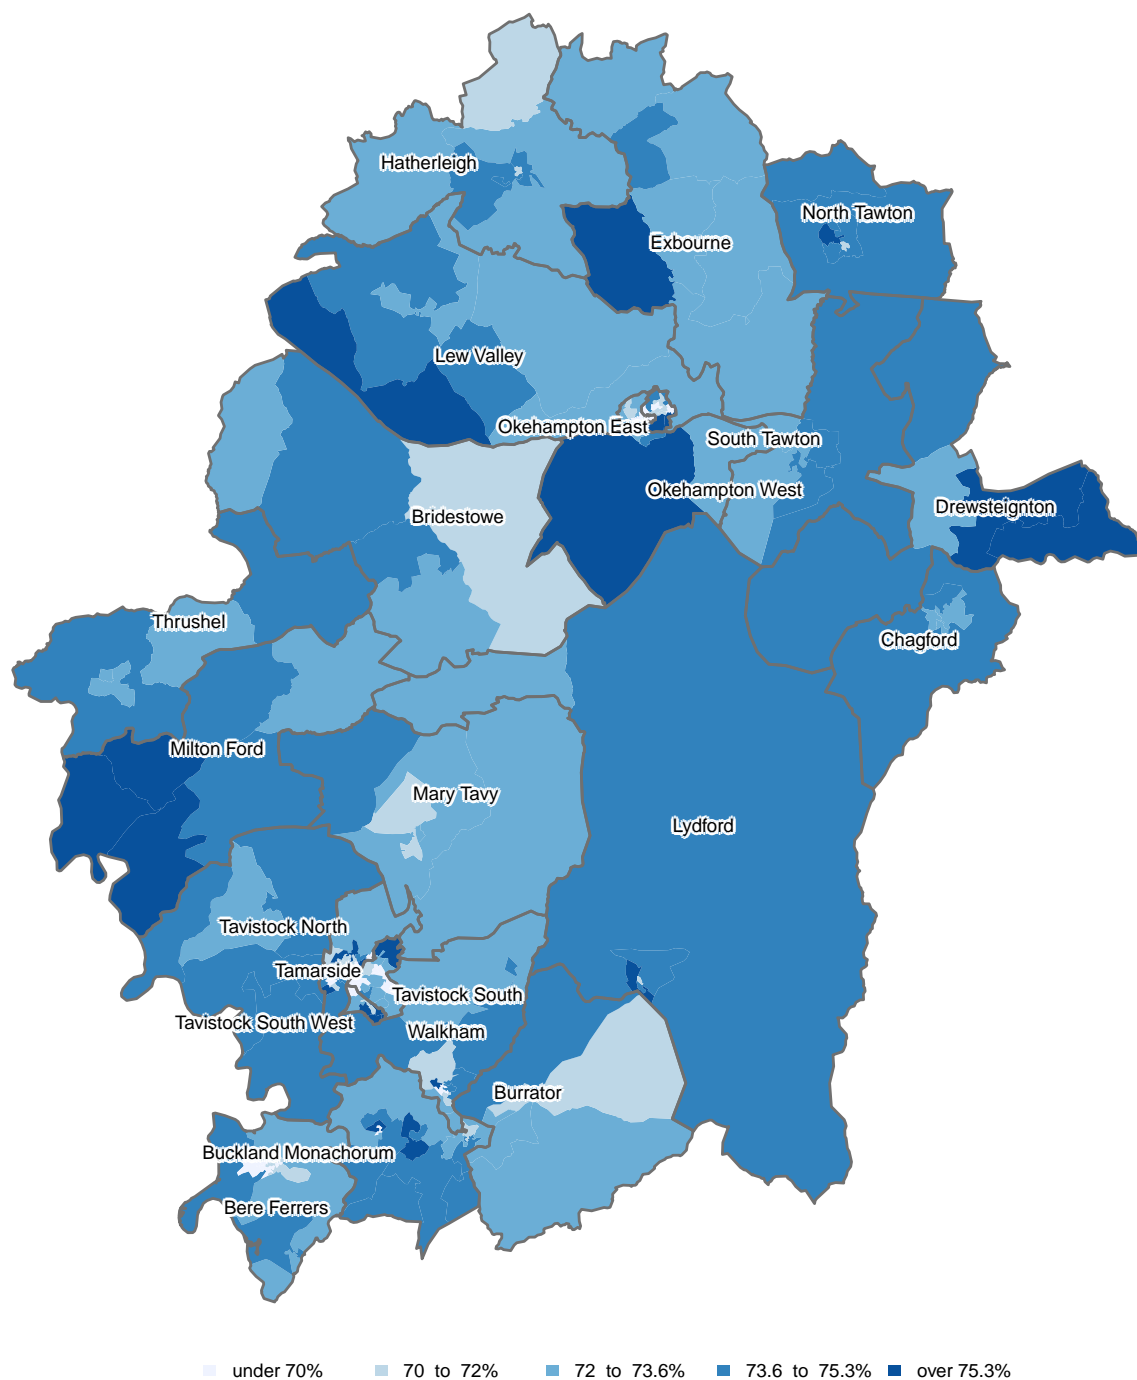 Hatherleigh
North Tawton
Exbourne
Lew Valley
Okehampton East
South Tawton
Okehampton West
Drewsteignton
Bridestowe
Thrushel
Chagford
Milton Ford
Mary Tavy
Lydford
Tavistock North
Tamarside
Tavistock South
Tavistock South West
Walkham
Burrator
Buckland Monachorum
Bere Ferrers
under 70% 70 to 72% 72 to 73.6% 73.6 to 75.3% over 75.3%